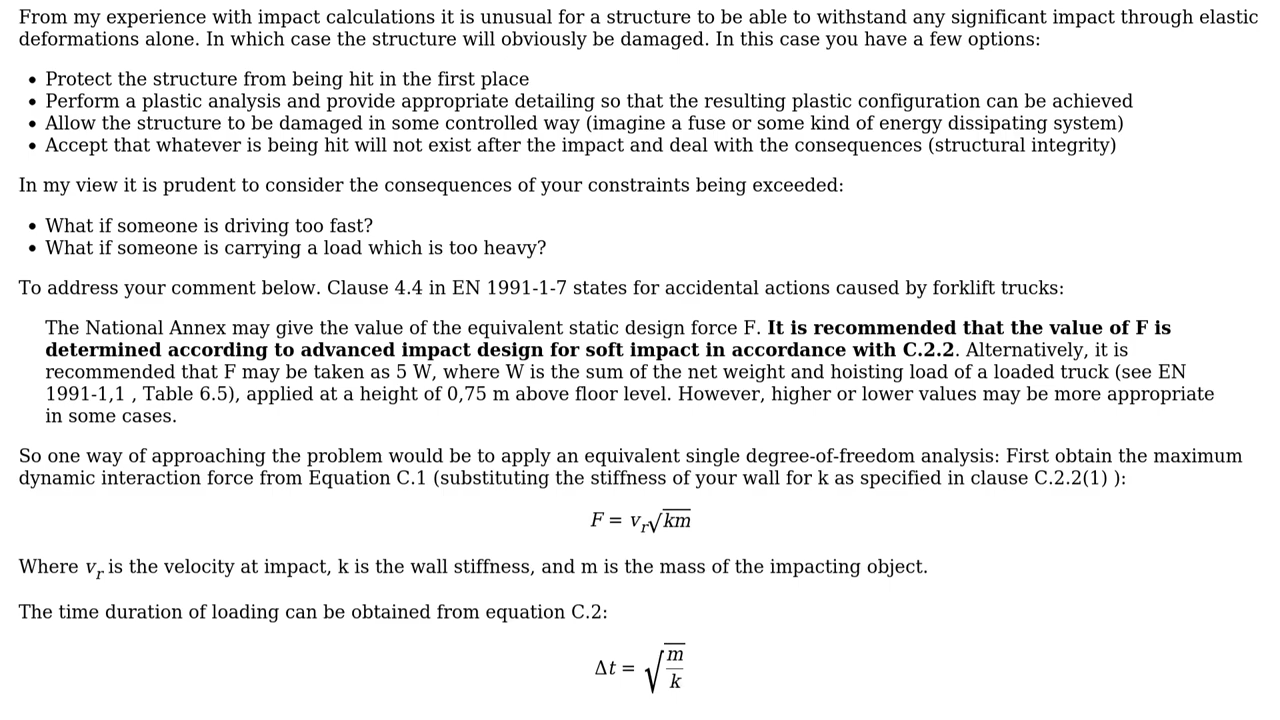 From my experience with impact calculations it is unusual for a structure to be able to withstand any significant impact through elastic
deformations alone. In which case the structure will obviously be damaged. In this case you have a few options:
• Protect the structure from being hit in the first place
• Perform a plastic analysis and provide appropriate detailing so that the resulting plastic configuration can be achieved
• Allow the structure to be damaged in some controlled way (imagine a fuse or some kind of energy dissipating system)
• Accept that whatever is being hit will not exist after the impact and deal with the consequences (structural integrity)
In my view it is prudent to consider the consequences of your constraints being exceeded:
• What if someone is driving too fast?
• What if someone is carrying a load which is too heavy?
To address your comment below. Clause 4.4 in EN 1991-1-7 states for accidental actions caused by forklift trucks:
The National Annex may give the value of the equivalent static design force F. It is recommended that the value of F is
determined according to advanced impact design for soft impact in accordance with C.2.2. Alternatively, it is
recommended that F may be taken as 5 W, where W is the sum of the net weight and hoisting load of a loaded truck (see EN
1991-1,1 , Table 6.5), applied at a height of 0,75 m above floor level. However, higher or lower values may be more appropriate
in some cases.
So one way of approaching the problem would be to apply an equivalent single degree-of-freedom analysis: First obtain the maximum
dynamic interaction force from Equation C.1 (substituting the stiffness of your wall for k as specified in clause C.2.2(1) ):
F = v_r√km
Where v_r is the velocity at impact, k is the wall stiffness, and m is the mass of the impacting object.
The time duration of loading can be obtained from equation C.2:
Δt = √(m/k)